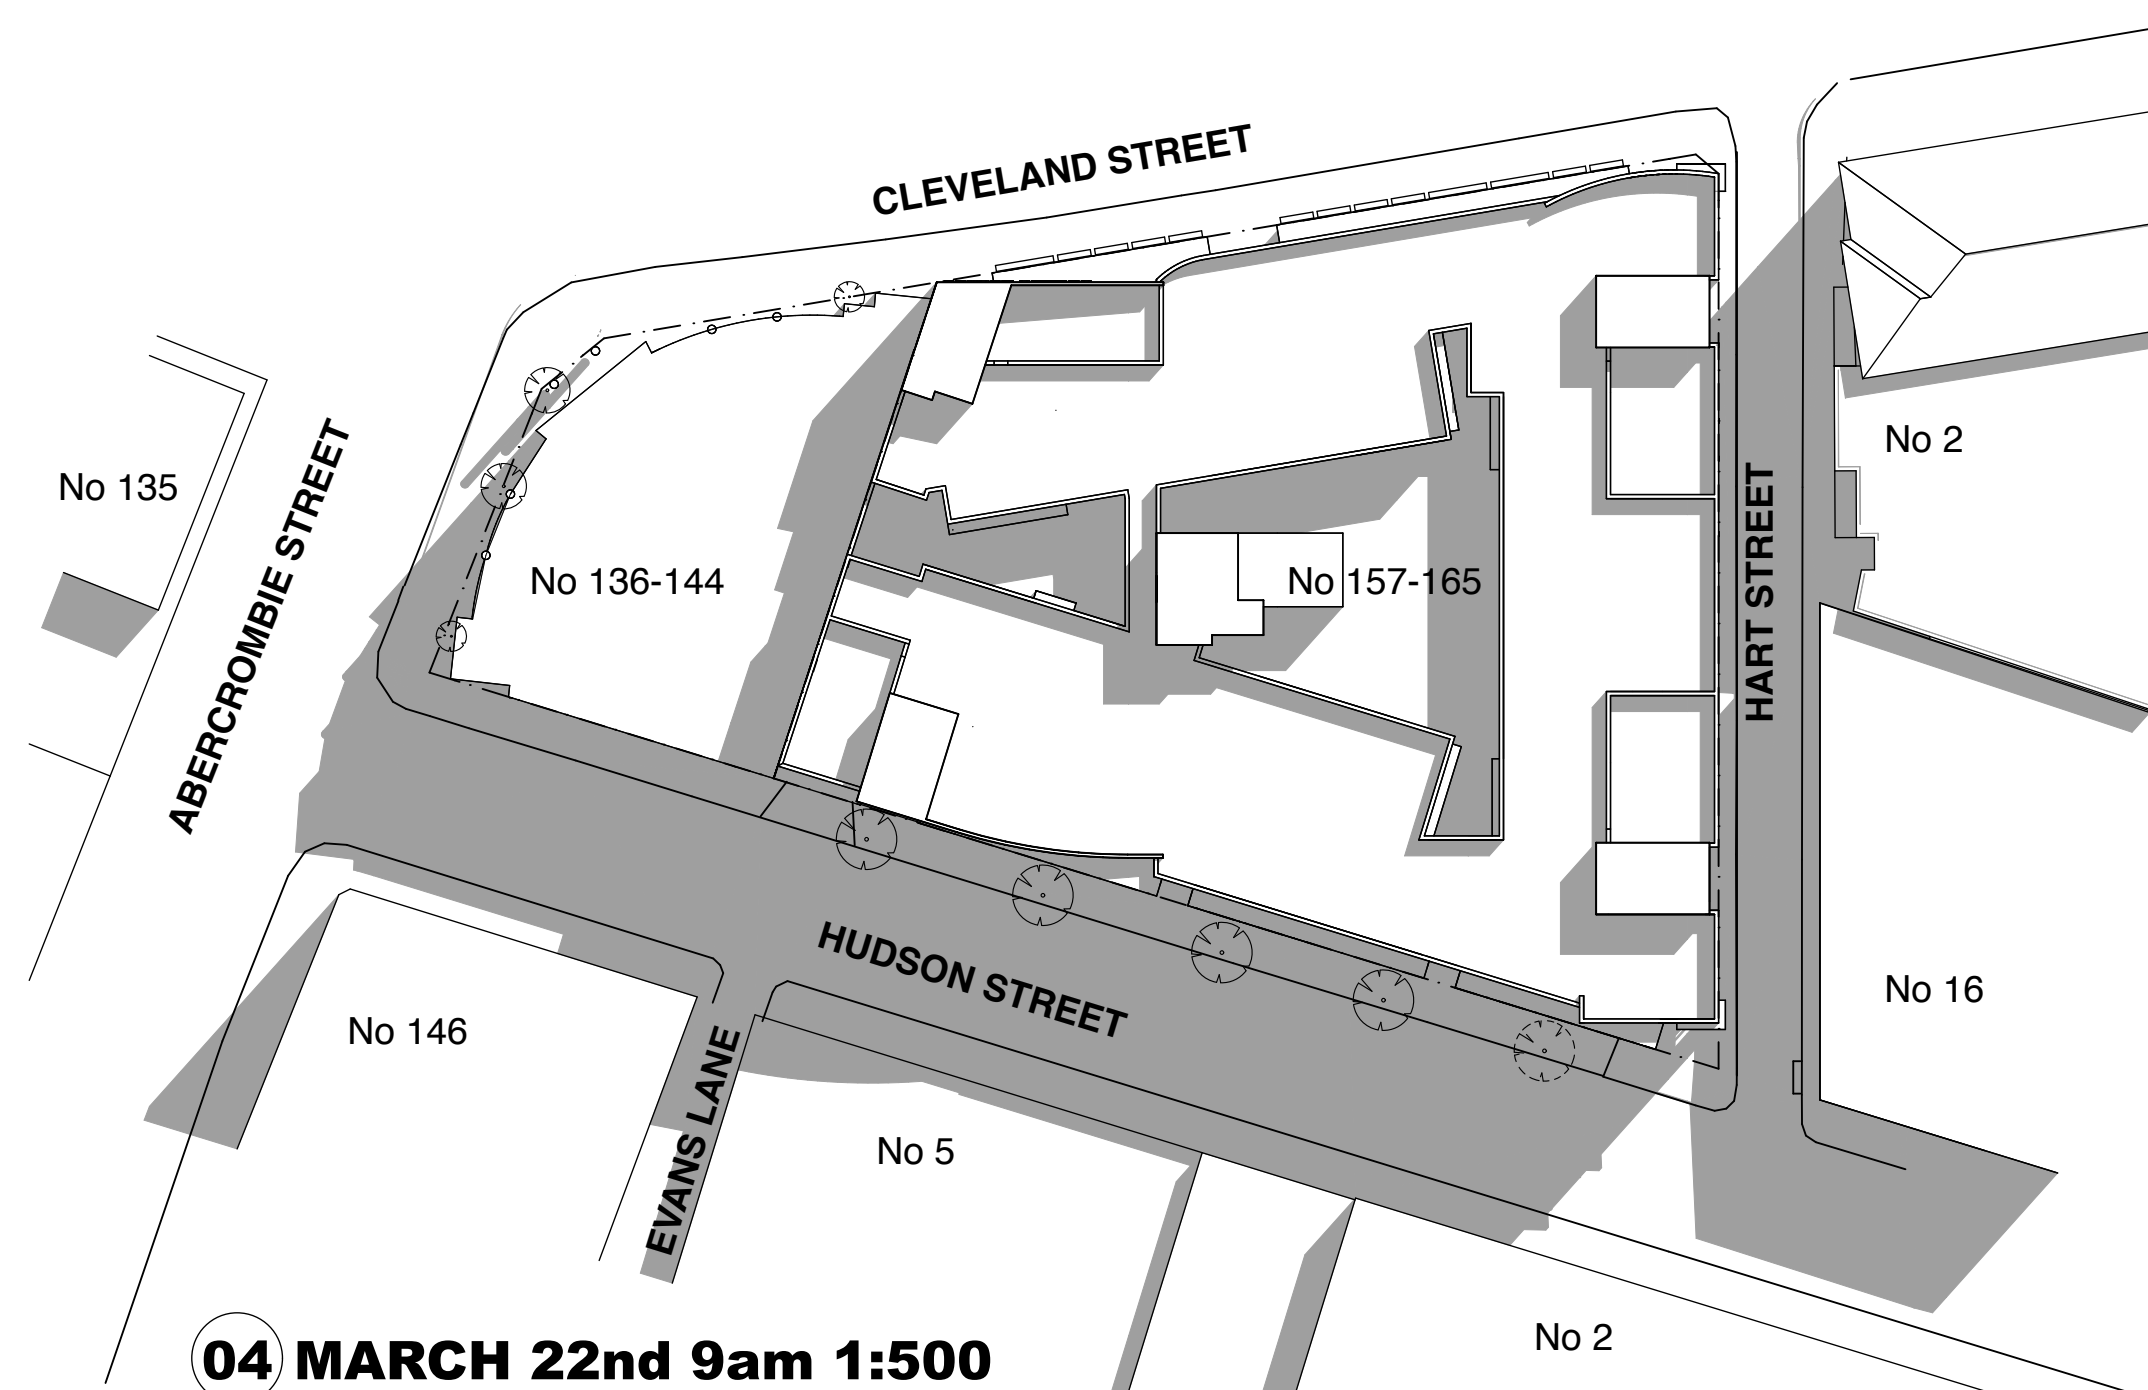 CLEVELAND STREET
No 135
ABERCROMBIE STREET
No 136-144
No 157-165
HART STREET
No 2
No 16
HUDSON STREET
No 146
EVANS LANE
No 5
No 2
04 MARCH 22nd 9am 1:500